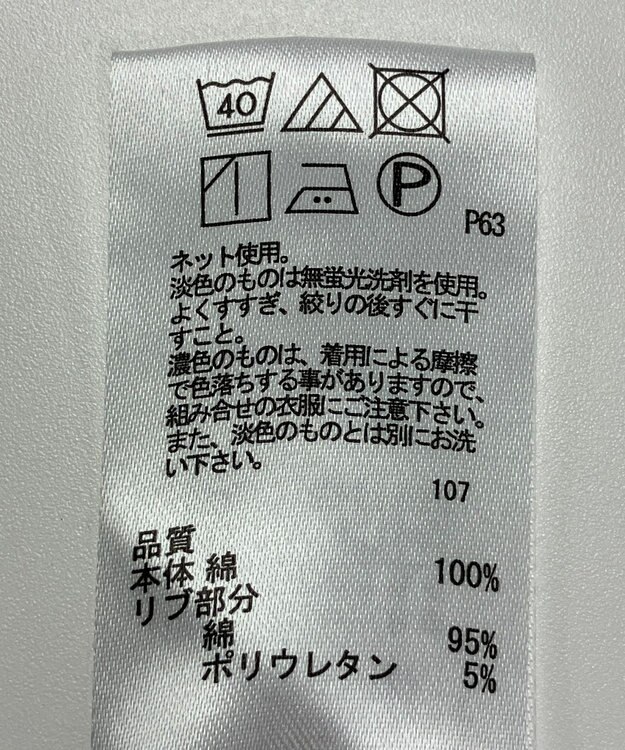 40
P
P63
ネット使用。
淡色のものは無蛍光洗剤を使用。
よくすすぎ、絞りの後すぐに干
すこと。
濃色のものは、着用による摩擦
で色落ちする事がありますので、
組み合せの衣服にご注意下さい。
また、淡色のものとは別にお洗
い下さい。
107
品質
本体 綿 100%
リブ部分
綿 95%
ポリウレタン 5%